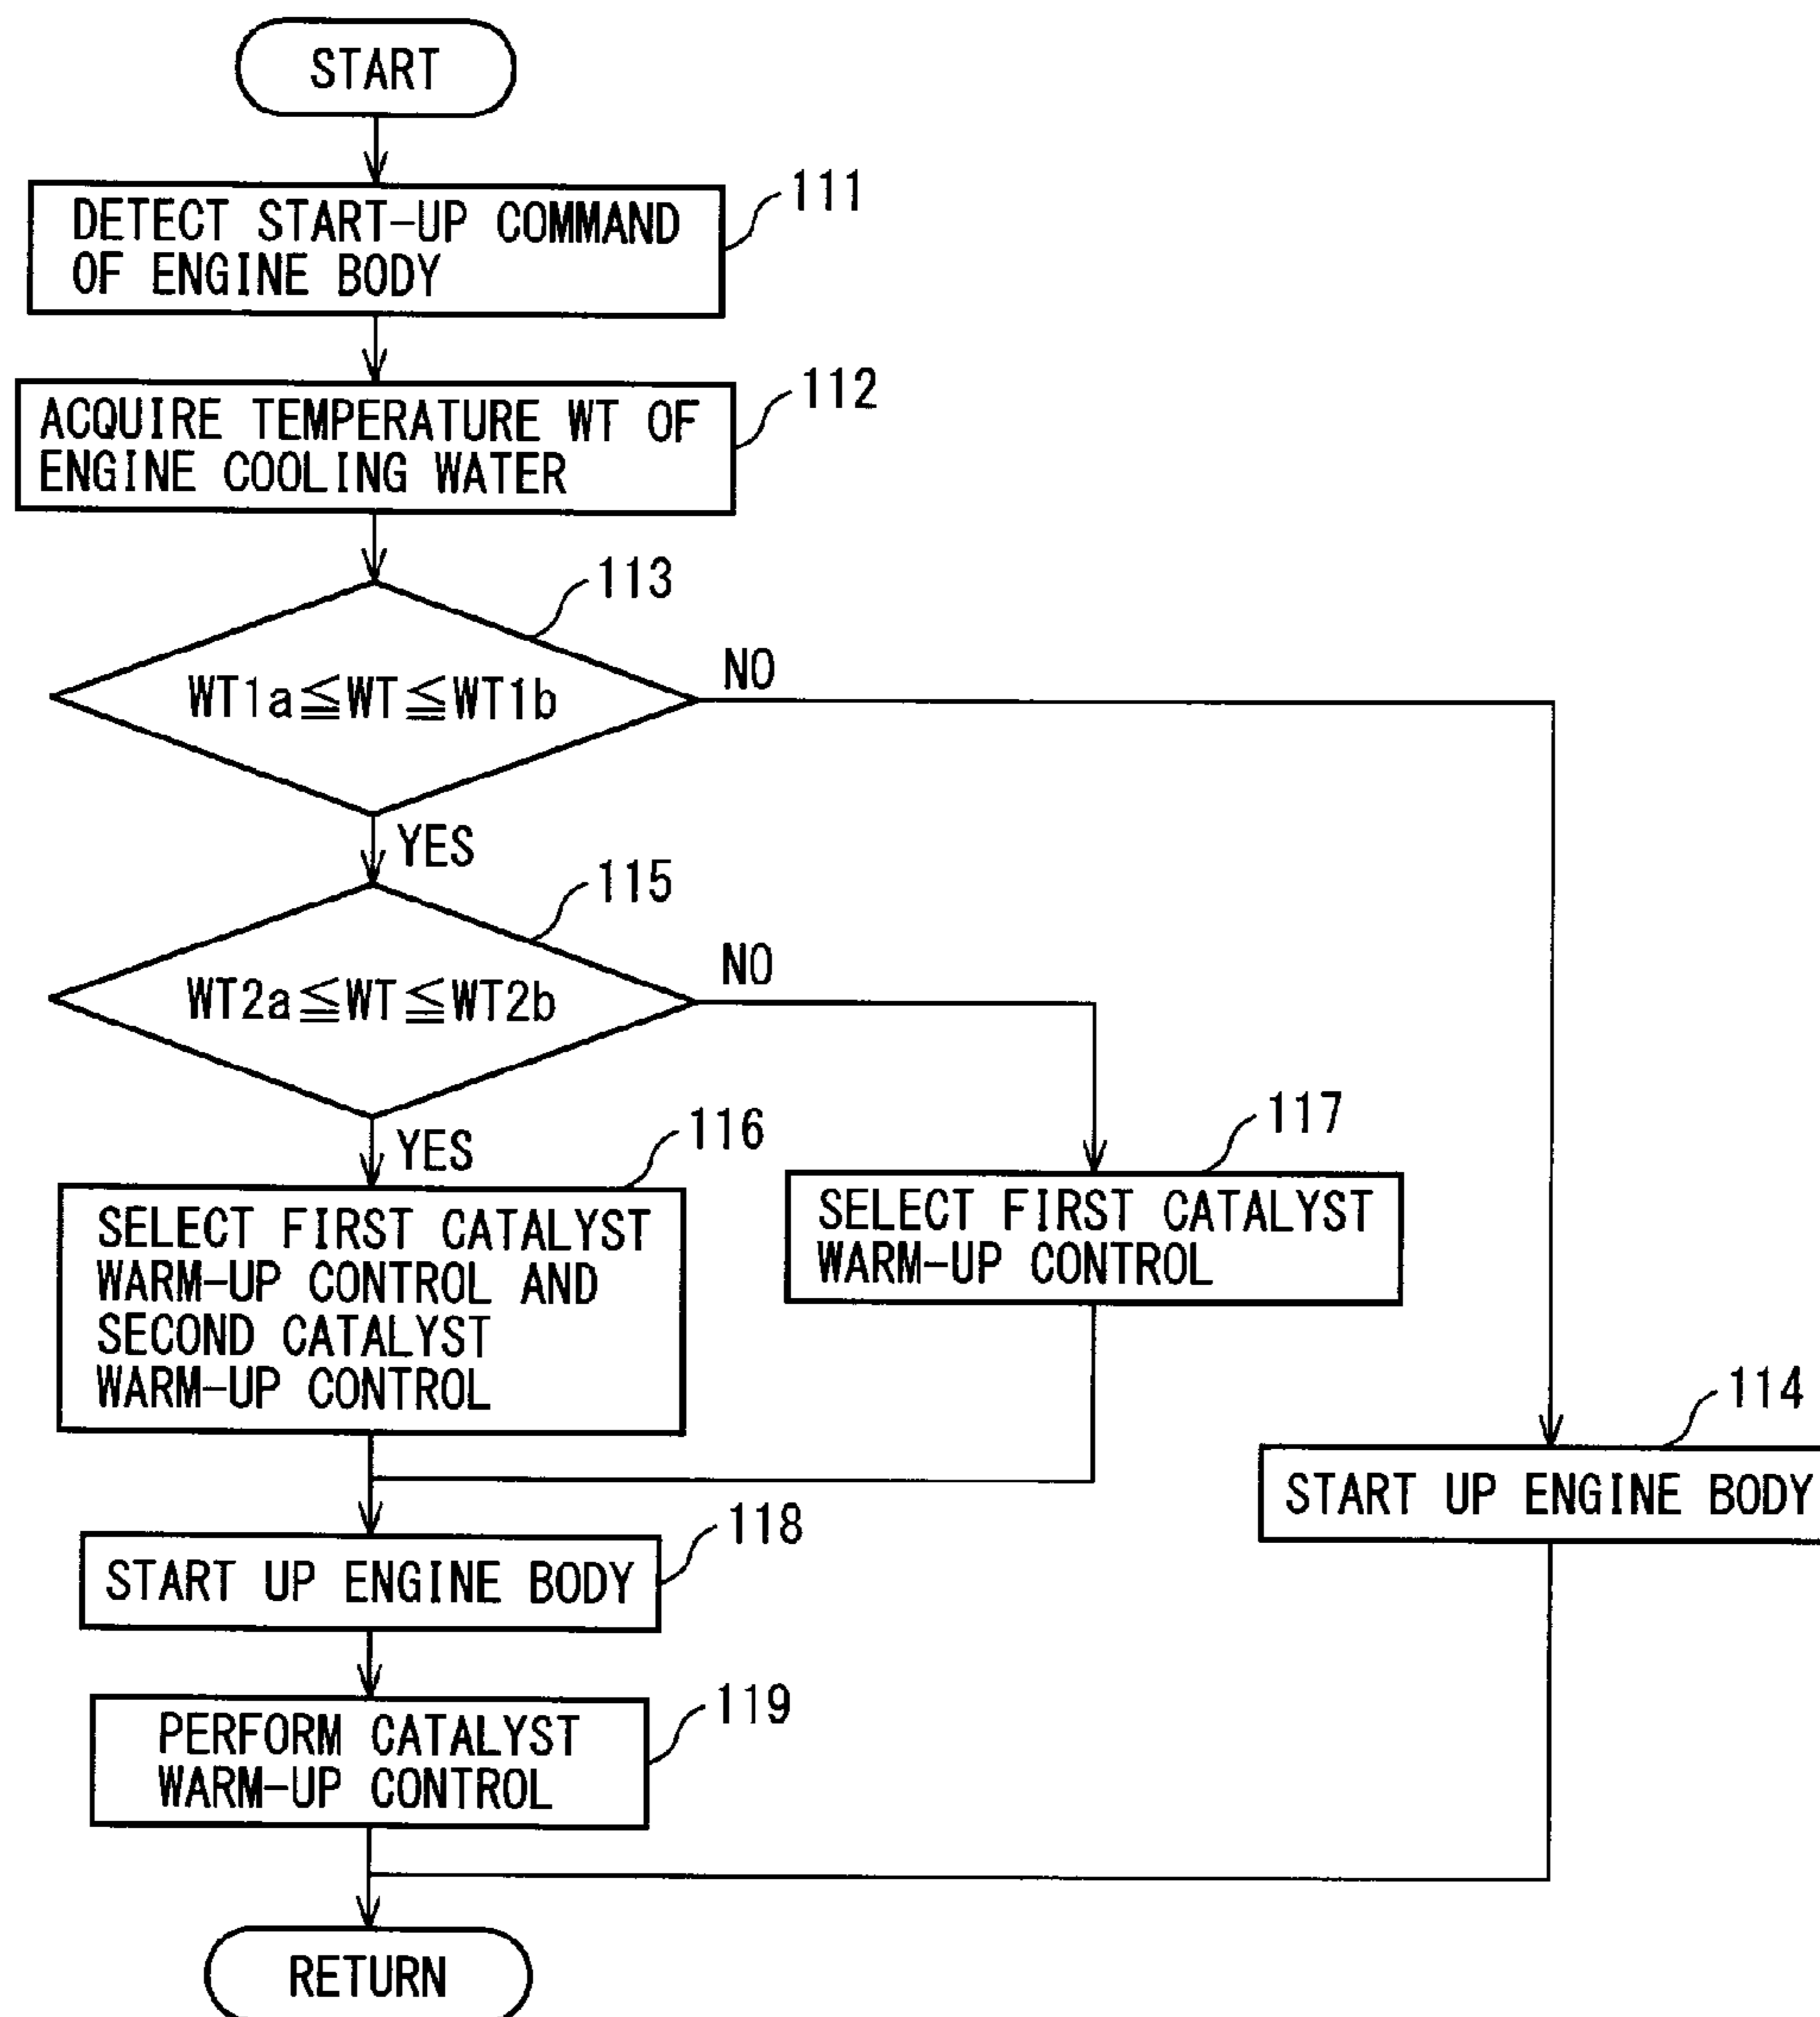 START
111
DETECT START-UP COMMAND
OF ENGINE BODY
112
ACQUIRE TEMPERATURE WT OF
ENGINE COOLING WATER
113
WT1a≦WT≦WT1b
NO
YES
115
WT2a≦WT≦WT2b
NO
YES
116
SELECT FIRST CATALYST
WARM-UP CONTROL AND
SECOND CATALYST
WARM-UP CONTROL
117
SELECT FIRST CATALYST
WARM-UP CONTROL
114
START UP ENGINE BODY
118
START UP ENGINE BODY
119
PERFORM CATALYST
WARM-UP CONTROL
RETURN